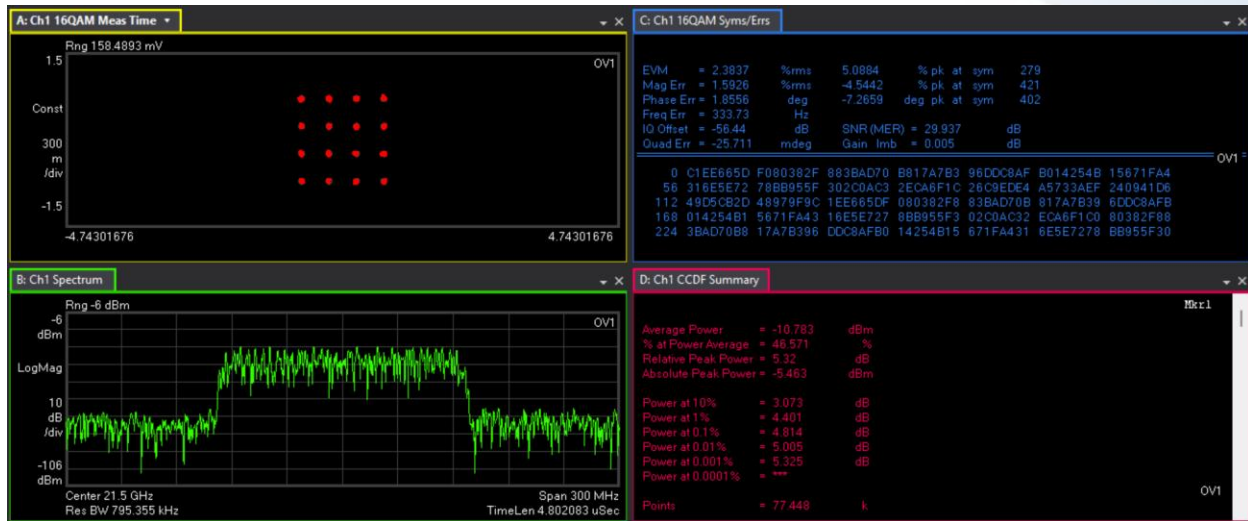 A: Ch1 16QAM Meas Time
Rng 158.4893 mV
1.5
OV1
Const
300
m
/div
-1.5
-4.74301676 4.74301676
C: Ch1 16QAM Syms/Errs
EVM = 2.3837 %rms 5.0884 % pk at sym 279
Mag Err = 1.5926 %rms -4.5442 % pk at sym 421
Phase Err = 1.8556 deg -7.2659 deg pk at sym 402
Freq Err = 333.73 Hz
IQ Offset = -56.44 dB SNR(MER) = 29.937 dB
Quad Err = -25.711 mdeg Gain Imb = 0.005 dB
OV1
0 C1EE665D F080382F 883BAD70 B817A7B3 96DDC8AF B014254B 15671FA4
56 316E5E72 78BB955F 302C0AC3 2ECA6F1C 26C9EDE4 A5733AEF 240941D6
112 49D5CB2D 48979F9C 1EE665DF 080382F8 83BAD70B 817A7B39 6DDC8AFB
168 014254B1 5671FA43 16E5E727 8BB955F3 02C0AC32 ECA6F1C0 80382F88
224 3BAD70B8 17A7B396 DDC8AFB0 14254B15 671FA431 6E5E7278 BB955F30
B: Ch1 Spectrum
Rng -6 dBm
-6
dBm
OV1
LogMag
10
dB
/div
-106
dBm
Center 21.5 GHz Span 300 MHz
Res BW 795.355 kHz TimeLen 4.802083 uSec
D: Ch1 CCDF Summary
Mkr1
Average Power = -10.783 dBm
% at Power Average = 46.571 %
Relative Peak Power = 5.32 dB
Absolute Peak Power = -5.463 dBm
Power at 10% = 3.073 dB
Power at 1% = 4.401 dB
Power at 0.1% = 4.814 dB
Power at 0.01% = 5.005 dB
Power at 0.001% = 5.325 dB
Power at 0.0001% = ***
OV1
Points = 77.448 k